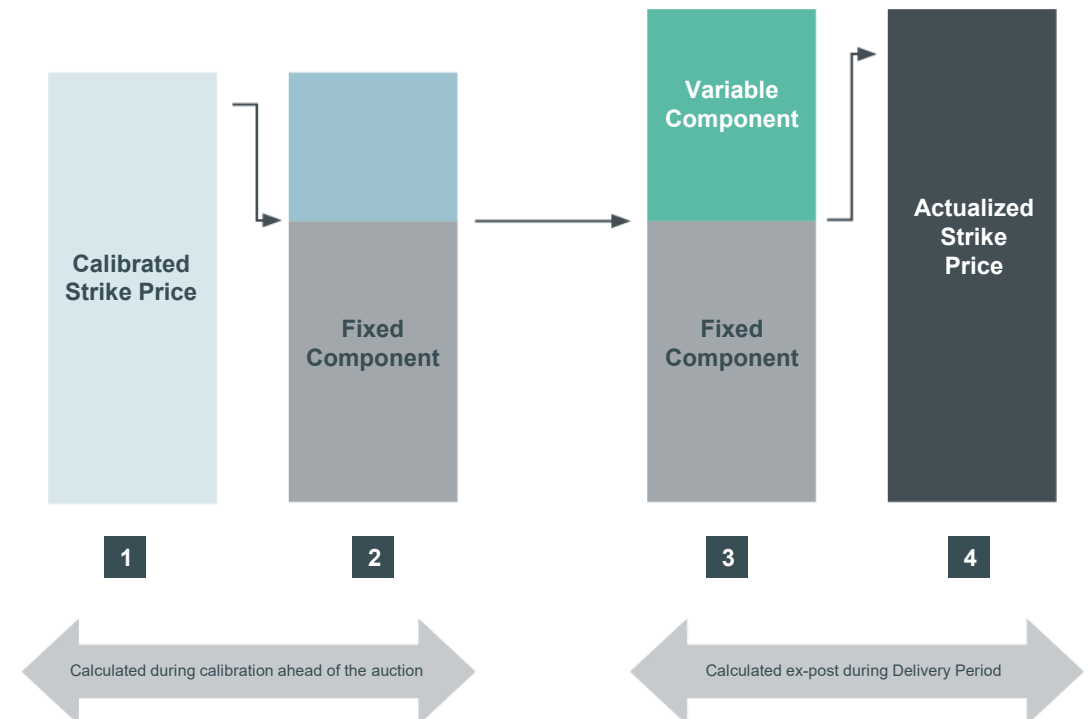 Calibrated
Strike Price
Fixed
Component
Variable
Component
Fixed
Component
Actualized
Strike
Price
1
2
3
4
Calculated during calibration ahead of the auction
Calculated ex-post during Delivery Period